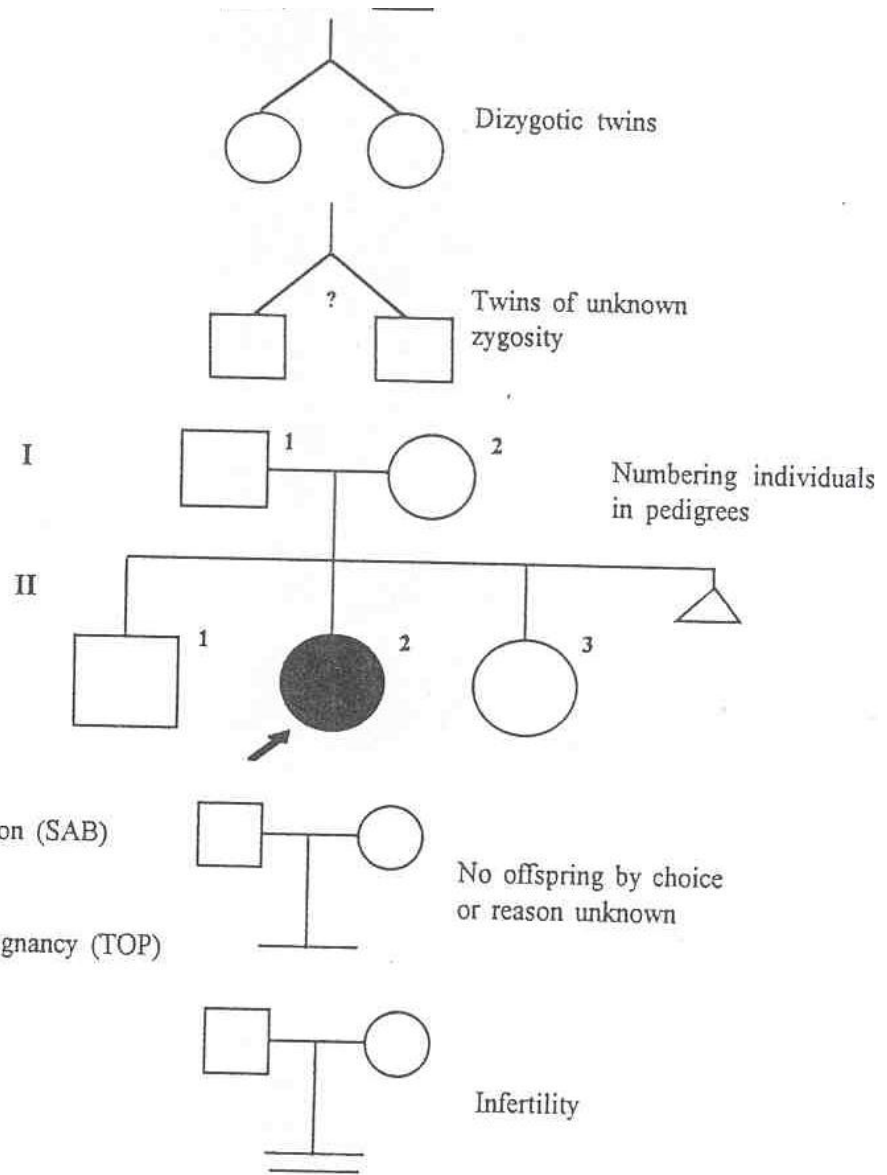 Dizygotic twins
?
Twins of unknown
zygosity
I
1
2
Numbering individuals
in pedigrees
II
1
2
3
on (SAB)
No offspring by choice
or reason unknown
gnancy (TOP)
Infertility